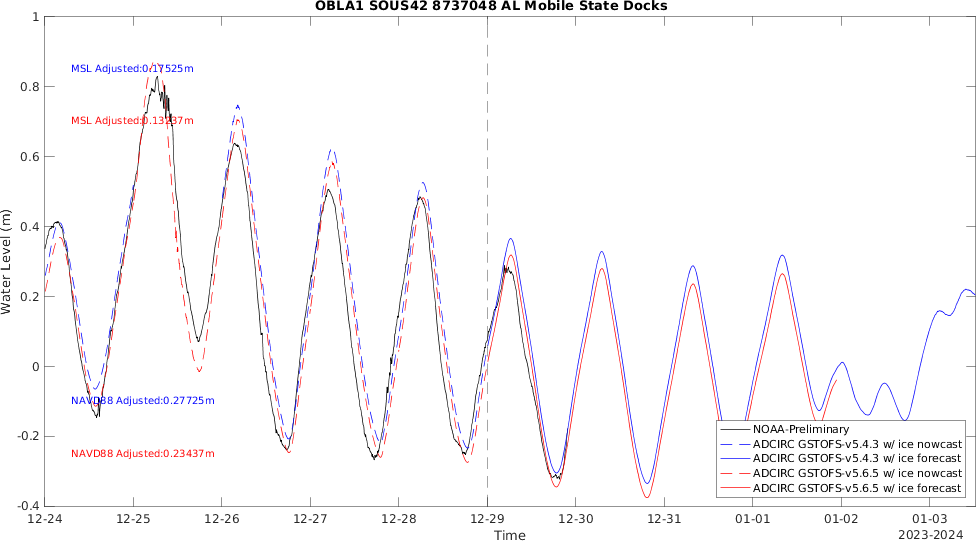 OBLA1 SOUS42 8737048 AL Mobile State Docks
1
0.8
0.6
0.4
0.2
0
-0.2
-0.4
Water Level (m)
MSL Adjusted:0.17525m
MSL Adjusted:0.13237m
NAVD88 Adjusted:0.27725m
NAVD88 Adjusted:0.23437m
NOAA-Preliminary
ADCIRC GSTOFS-v5.4.3 w/ ice nowcast
ADCIRC GSTOFS-v5.4.3 w/ ice forecast
ADCIRC GSTOFS-v5.6.5 w/ ice nowcast
ADCIRC GSTOFS-v5.6.5 w/ ice forecast
12-24 12-25 12-26 12-27 12-28 12-29 12-30 12-31 01-01 01-02 01-03
Time
2023-2024